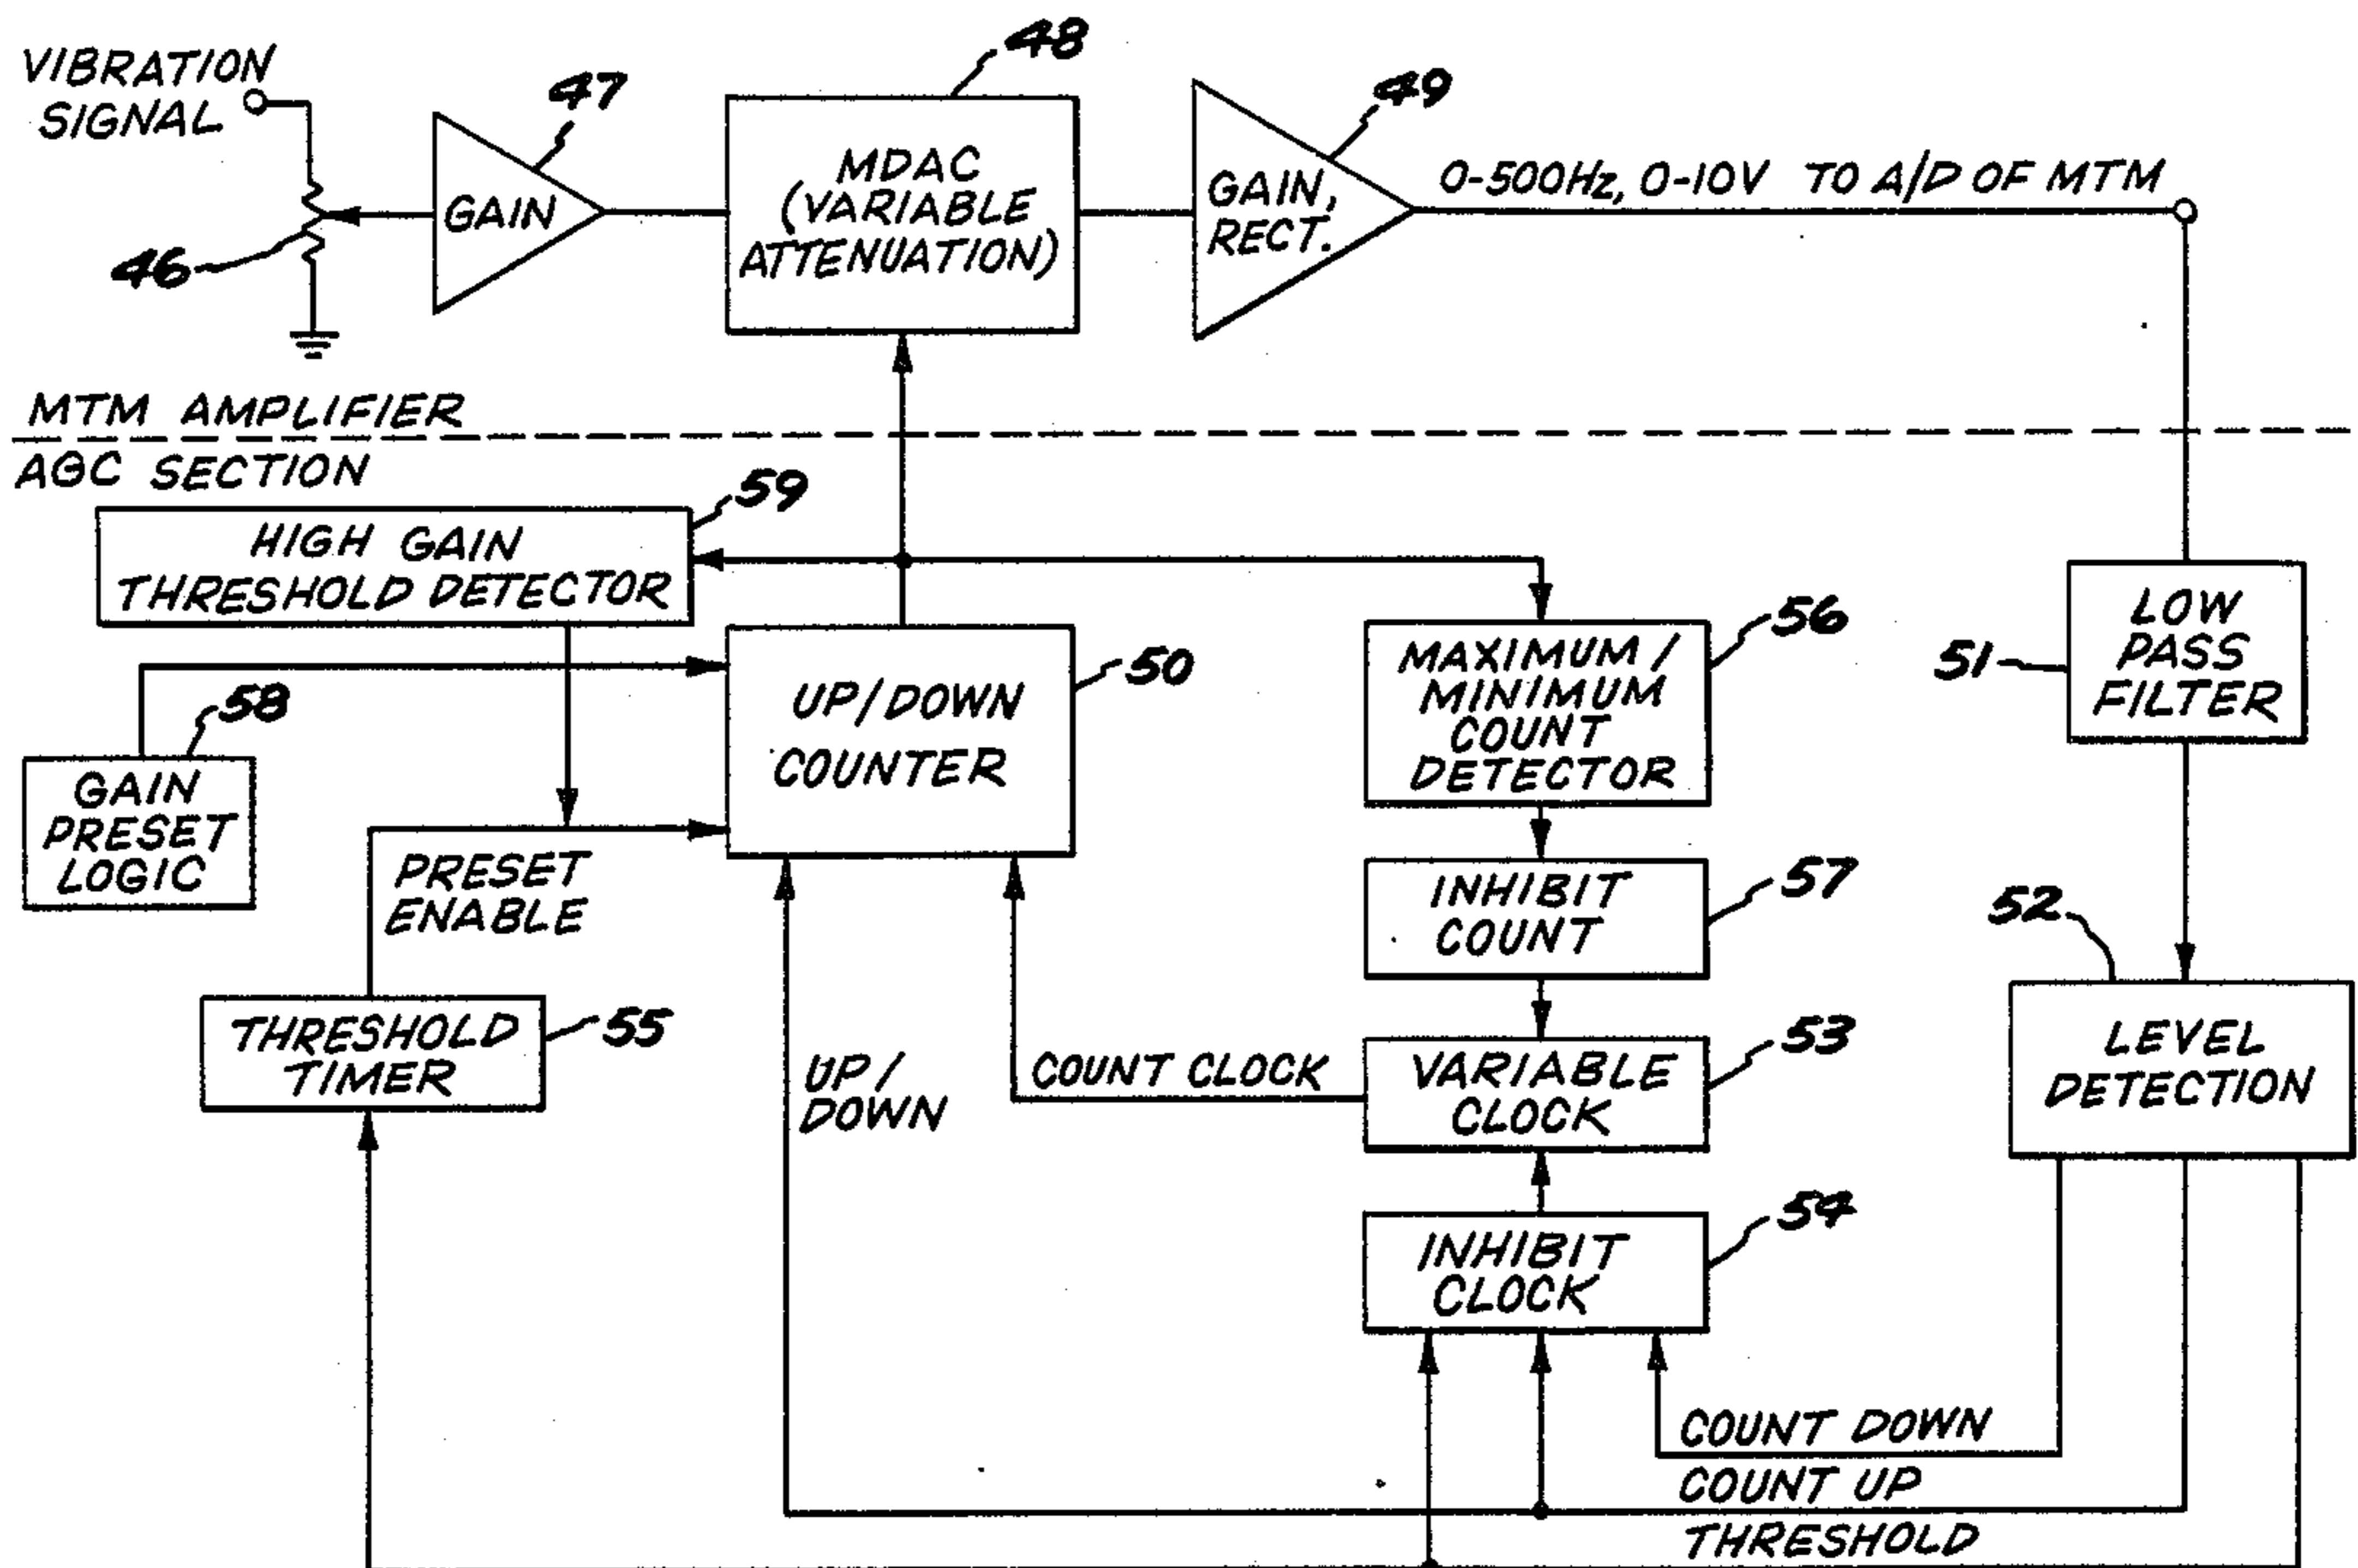 VIBRATION
SIGNAL
46
47
GAIN
48
MDAC
(VARIABLE
ATTENUATION)
49
GAIN,
RECT.
0-500Hz, 0-10V TO A/D OF MTM
MTM AMPLIFIER
AGC SECTION
59
HIGH GAIN
THRESHOLD DETECTOR
58
GAIN
PRESET
LOGIC
50
UP/DOWN
COUNTER
56
MAXIMUM/
MINIMUM
COUNT
DETECTOR
51
LOW
PASS
FILTER
PRESET
ENABLE
57
INHIBIT
COUNT
52
LEVEL
DETECTION
THRESHOLD
TIMER
55
UP/
DOWN
COUNT CLOCK
53
VARIABLE
CLOCK
54
INHIBIT
CLOCK
COUNT DOWN
COUNT UP
THRESHOLD